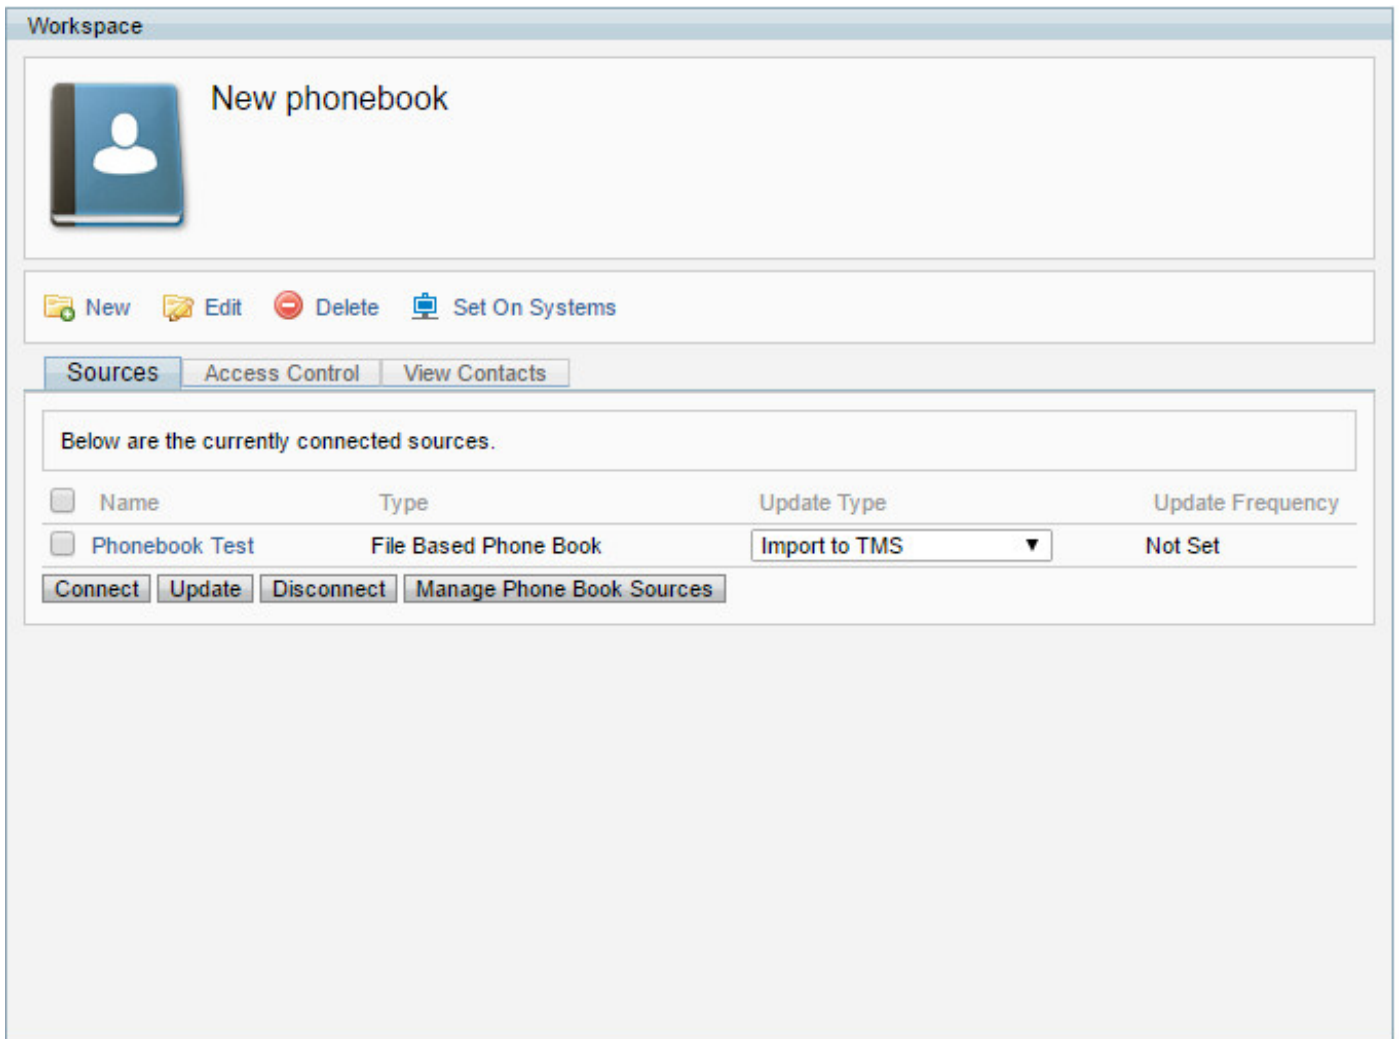 Workspace
New phonebook
New Edit Delete Set On Systems
Sources Access Control View Contacts
Below are the currently connected sources.
Name Type Update Type Update Frequency
Phonebook Test File Based Phone Book Import to TMS Not Set
Connect Update Disconnect Manage Phone Book Sources